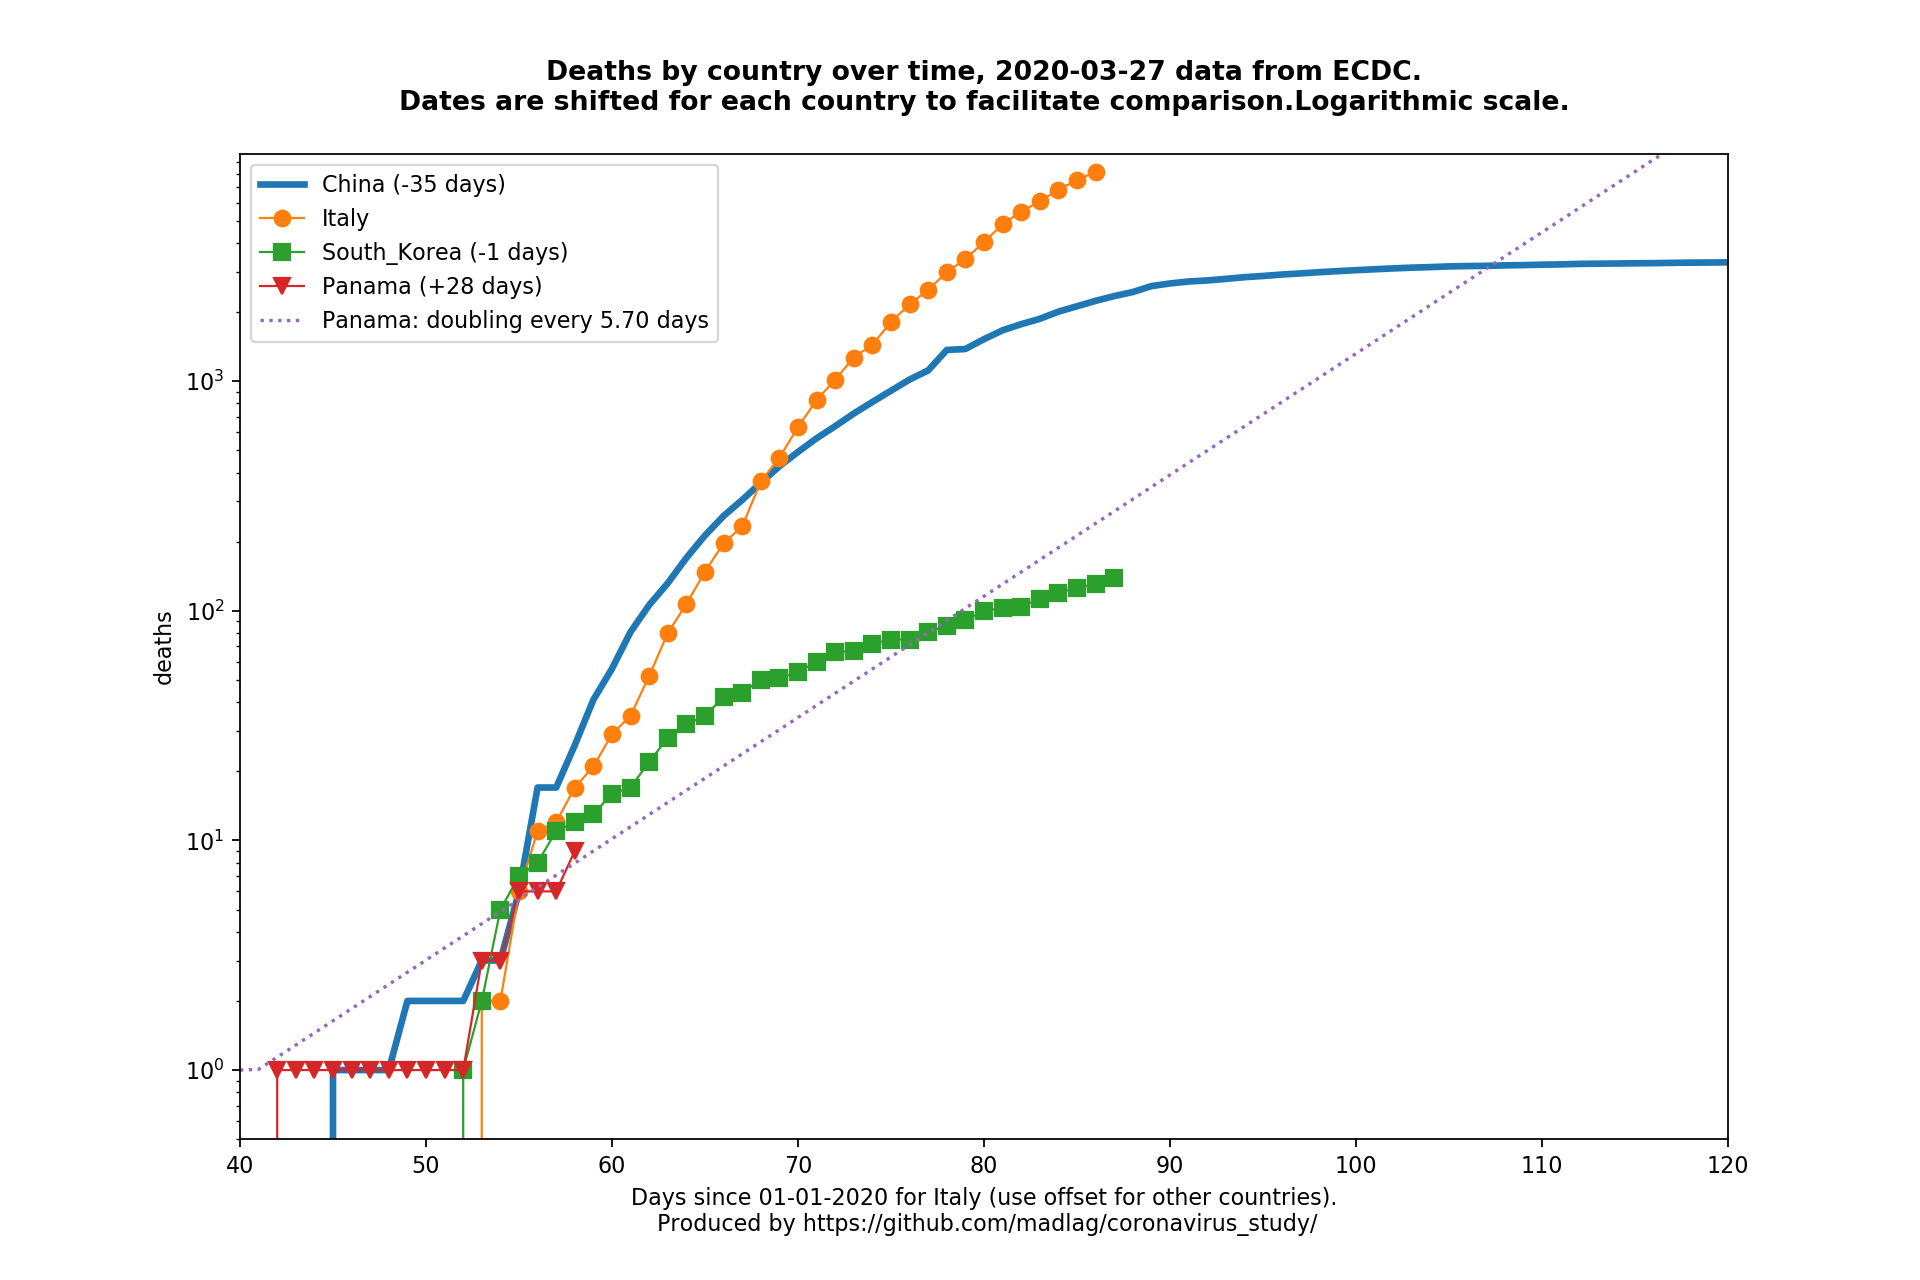 Deaths by country over time, 2020-03-27 data from ECDC.
Dates are shifted for each country to facilitate comparison.Logarithmic scale.
China (-35 days)
Italy
South_Korea (-1 days)
Panama (+28 days)
Panama: doubling every 5.70 days
deaths
10³
10²
10¹
10⁰
40 50 60 70 80 90 100 110 120
Days since 01-01-2020 for Italy (use offset for other countries).
Produced by https://github.com/madlag/coronavirus_study/